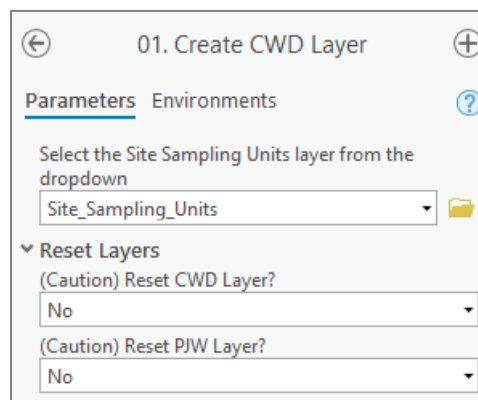 01. Create CWD Layer
Parameters Environments
Select the Site Sampling Units layer from the
dropdown
Site_Sampling_Units
Reset Layers
(Caution) Reset CWD Layer?
No
(Caution) Reset PJW Layer?
No